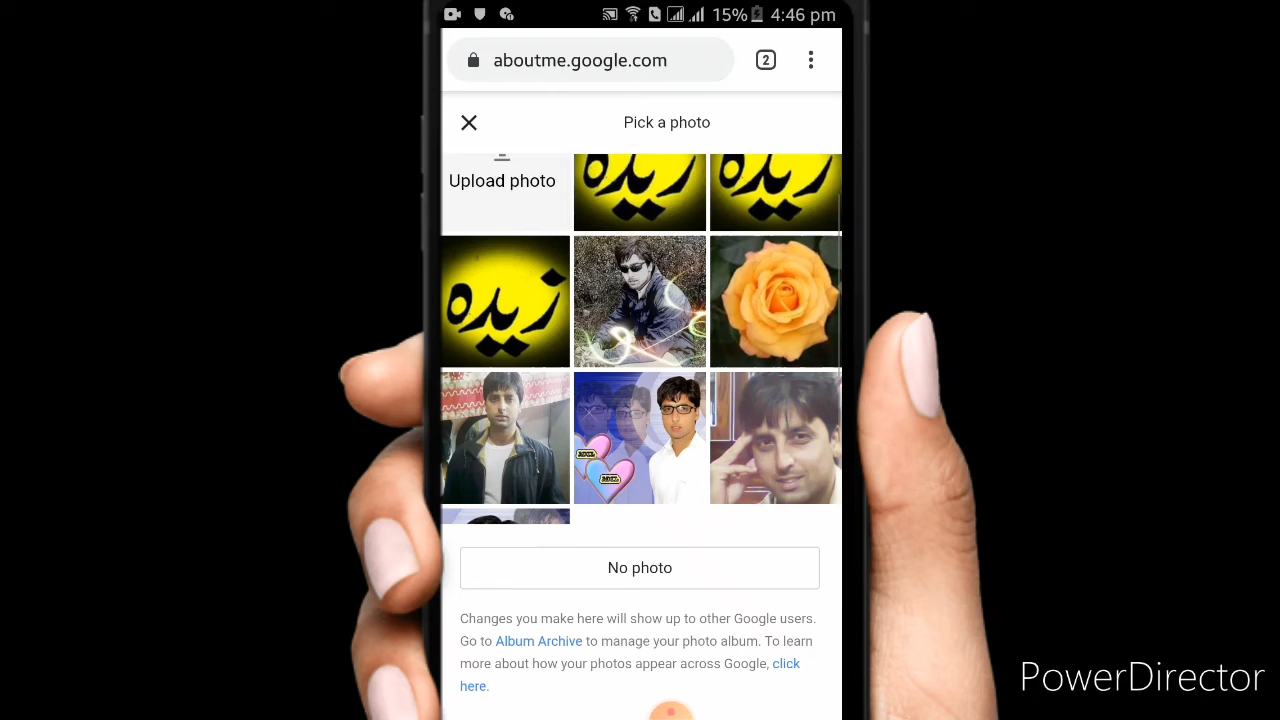 15% 4:46 pm
aboutme.google.com
2
Pick a photo
Upload photo
زیدہ
زیدہ
زیدہ
No photo
Changes you make here will show up to other Google users.
Go to Album Archive to manage your photo album. To learn
more about how your photos appear across Google, click
here.
PowerDirector